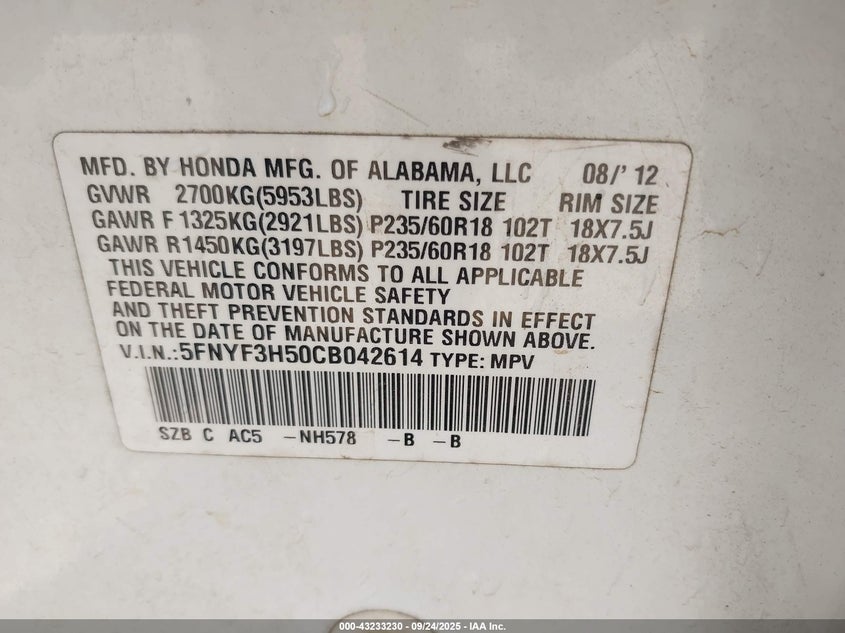 MFD. BY HONDA MFG. OF ALABAMA, LLC 08/' 12
GVWR 2700KG(5953LBS) TIRE SIZE RIM SIZE
GAWR F 1325KG(2921LBS) P235/60R18 102T 18X7.5J
GAWR R1450KG(3197LBS) P235/60R18 102T 18X7.5J
THIS VEHICLE CONFORMS TO ALL APPLICABLE
FEDERAL MOTOR VEHICLE SAFETY
AND THEFT PREVENTION STANDARDS IN EFFECT
ON THE DATE OF MANUFACTURE SHOWN ABOVE.
V.I.N.:5FNYF3H50CB042614 TYPE: MPV
SZB C AC5 -NH578 -B -B
000-43233230 - 09/24/2025 - IAA Inc.